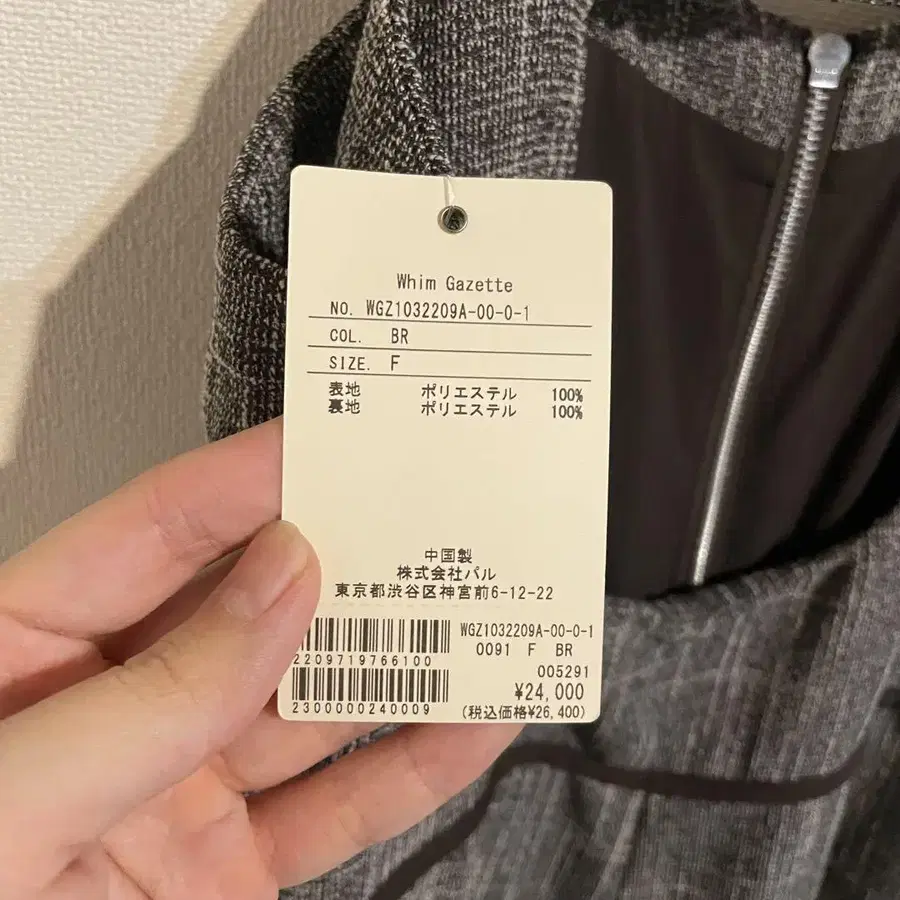 Whim Gazette
NO. WGZ1032209A-00-0-1
COL. BR
SIZE. F
表地 ポリエステル 100%
裏地 ポリエステル 100%
中国製
株式会社パル
東京都渋谷区神宮前6-12-22
WGZ1032209A-00-0-1
2209719766100
0091 F BR
005291
¥24,000
2300000240009
(税込価格¥26,400)